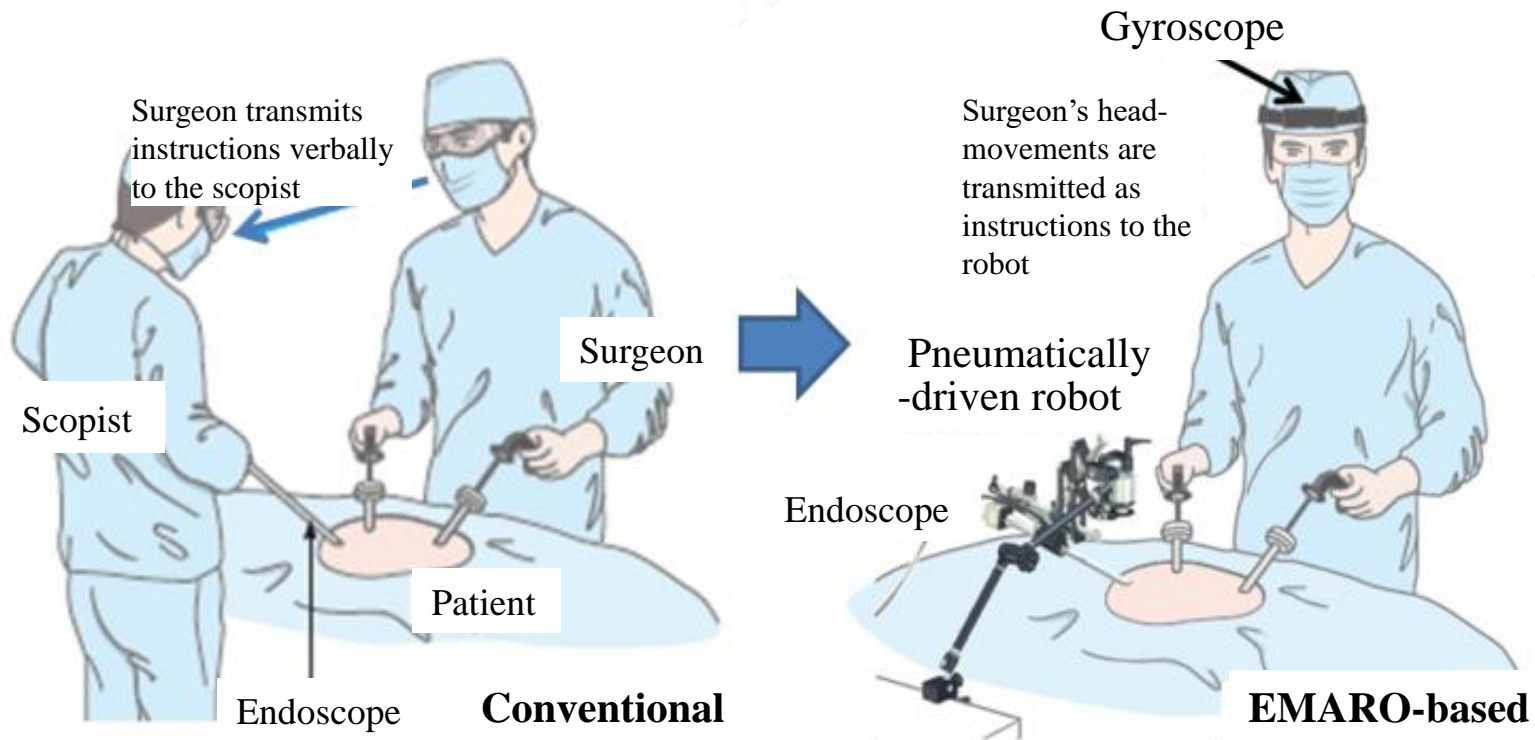 Surgeon transmits
instructions verbally
to the scopist
Scopist
Surgeon
Patient
Endoscope
Conventional
Gyroscope
Surgeon’s head-
movements are
transmitted as
instructions to the
robot
Pneumatically
-driven robot
Endoscope
EMARO-based